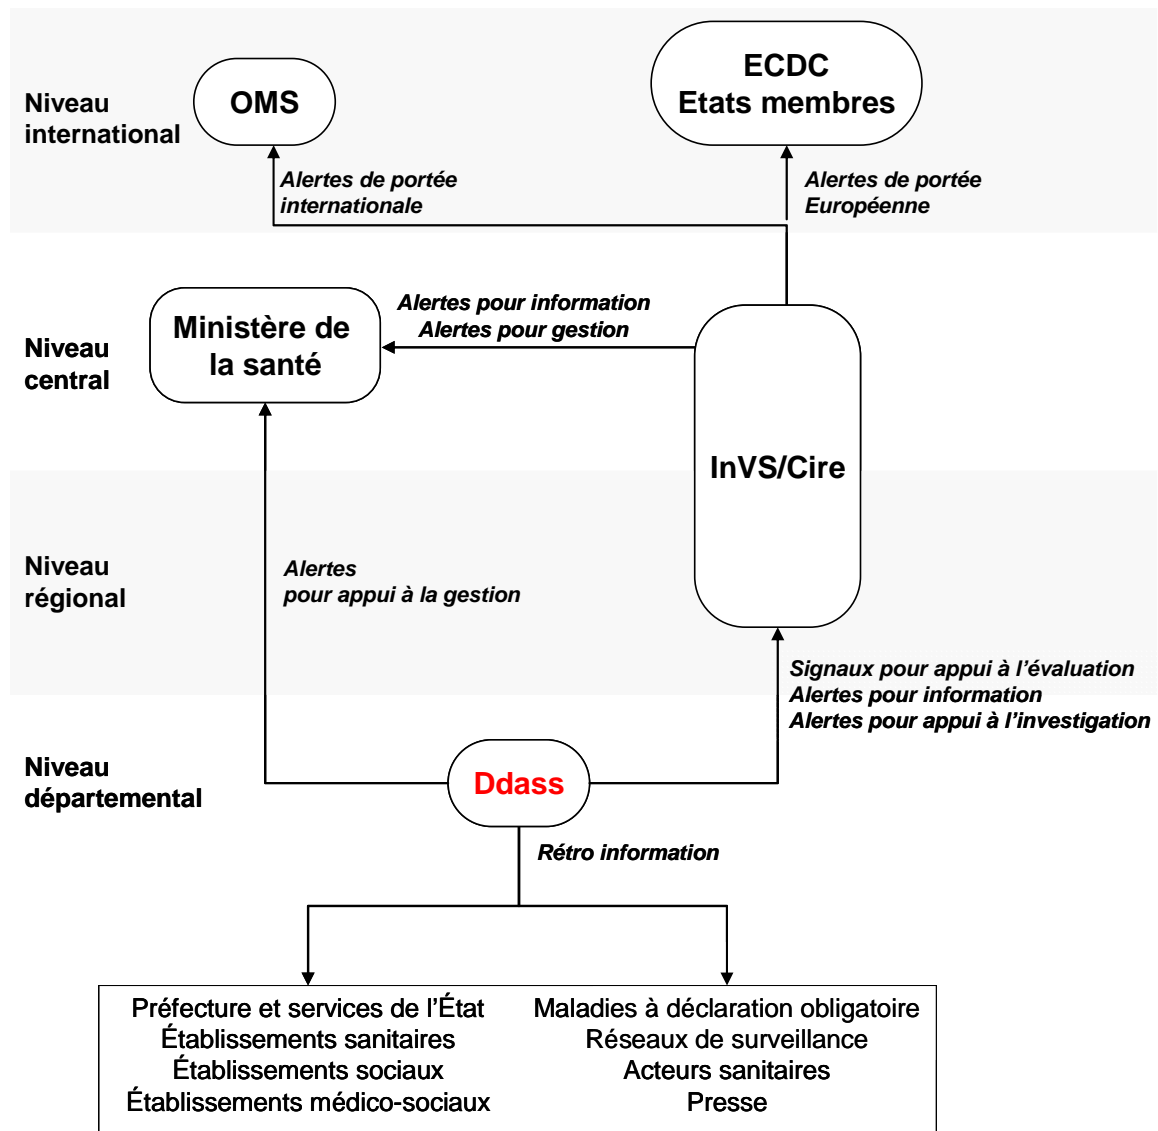 Niveau
international
OMS
ECDC
Etats membres
Alertes de portée
internationale
Alertes de portée
Européenne
Niveau
central
Ministère de
la santé
Alertes pour information
Alertes pour gestion
InVS/Cire
Niveau
régional
Alertes
pour appui à la gestion
Signaux pour appui à l’évaluation
Alertes pour information
Alertes pour appui à l’investigation
Niveau
départemental
Ddass
Rétro information
Préfecture et services de l’État
Établissements sanitaires
Établissements sociaux
Établissements médico-sociaux
Maladies à déclaration obligatoire
Réseaux de surveillance
Acteurs sanitaires
Presse